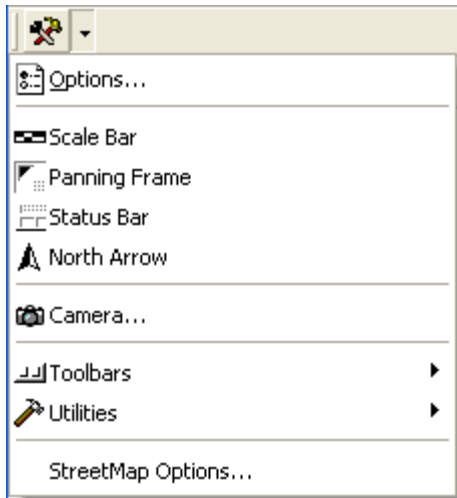 Options...
Scale Bar
Panning Frame
Status Bar
North Arrow
Camera...
Toolbars
Utilities
StreetMap Options...